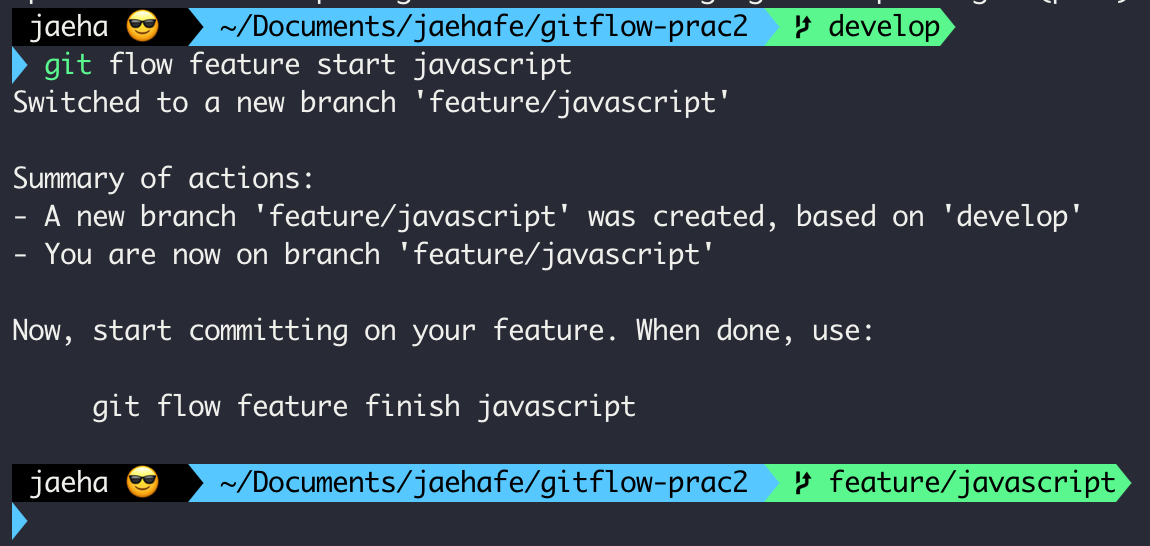 jaeha 😎 ~/Documents/jaehafe/gitflow-prac2 develop
git flow feature start javascript
Switched to a new branch 'feature/javascript'
Summary of actions:
- A new branch 'feature/javascript' was created, based on 'develop'
- You are now on branch 'feature/javascript'
Now, start committing on your feature. When done, use:
git flow feature finish javascript
jaeha 😎 ~/Documents/jaehafe/gitflow-prac2 feature/javascript